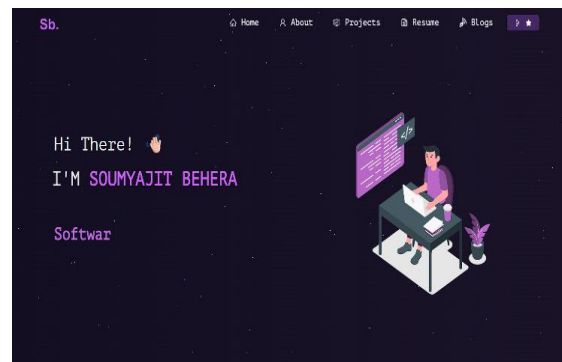 Sb.
Home About Projects Resume Blogs
Hi There!
I'M SOUMYAJIT BEHERA
Softwar
</>